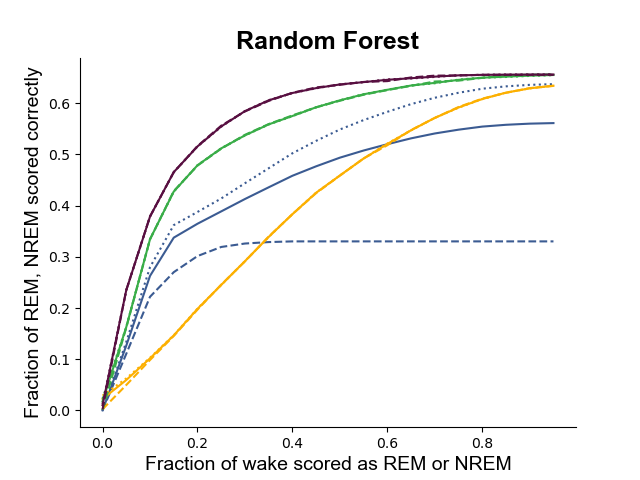 Random Forest
Fraction of REM, NREM scored correctly
0.6
0.5
0.4
0.3
0.2
0.1
0.0
0.0 0.2 0.4 0.6 0.8
Fraction of wake scored as REM or NREM